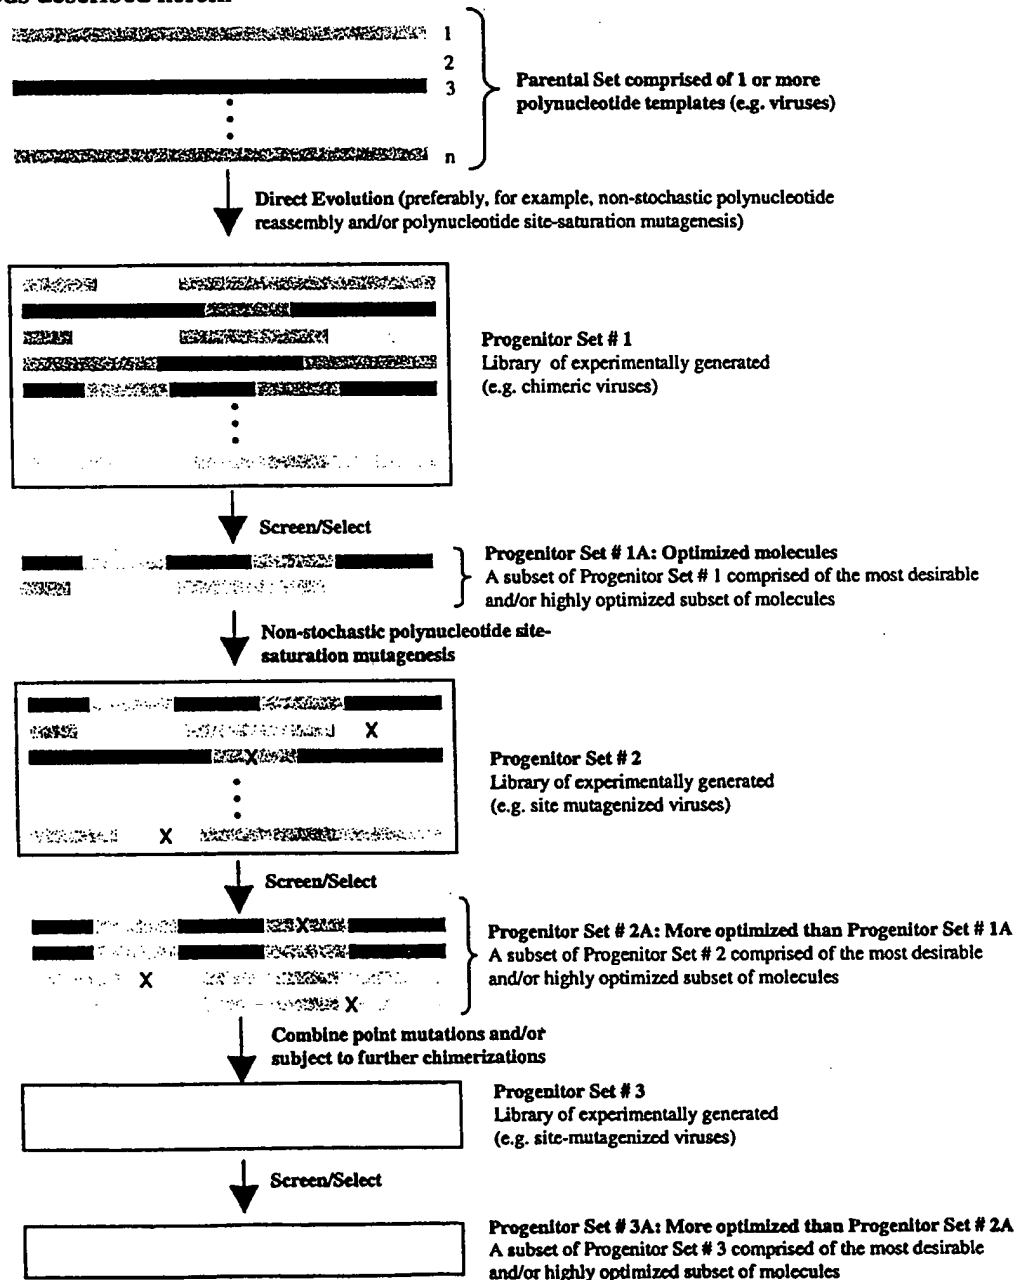 1
2
3
n
Parental Set comprised of 1 or more
polynucleotide templates (e.g. viruses)
Direct Evolution (preferably, for example, non-stochastic polynucleotide
reassembly and/or polynucleotide site-saturation mutagenesis)
Progenitor Set # 1
Library of experimentally generated
(e.g. chimeric viruses)
Screen/Select
Progenitor Set # 1A: Optimized molecules
A subset of Progenitor Set # 1 comprised of the most desirable
and/or highly optimized subset of molecules
Non-stochastic polynucleotide site-
saturation mutagenesis
X
X
X
Progenitor Set # 2
Library of experimentally generated
(e.g. site mutagenized viruses)
Screen/Select
X
X
X
Progenitor Set # 2A: More optimized than Progenitor Set # 1A
A subset of Progenitor Set # 2 comprised of the most desirable
and/or highly optimized subset of molecules
Combine point mutations and/or
subject to further chimerizations
Progenitor Set # 3
Library of experimentally generated
(e.g. site-mutagenized viruses)
Screen/Select
Progenitor Set # 3A: More optimized than Progenitor Set # 2A
A subset of Progenitor Set # 3 comprised of the most desirable
and/or highly optimized subset of molecules